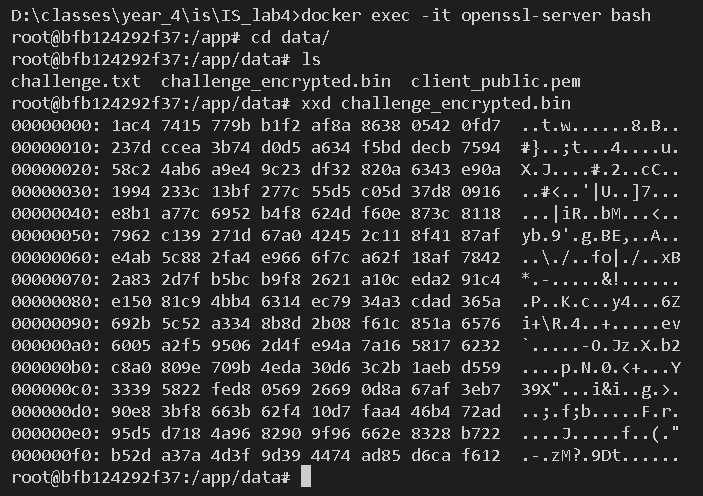 D:\classes\year_4\is\IS_lab4>docker exec -it openssl-server bash
root@bfb124292f37:/app# cd data/
root@bfb124292f37:/app/data# ls
challenge.txt  challenge_encrypted.bin  client_public.pem
root@bfb124292f37:/app/data# xxd challenge_encrypted.bin
00000000: 1ac4 7415 779b b1f2 af8a 8638 0542 0fd7  ..t.w......8.B..
00000010: 237d ccea 3b74 d0d5 a634 f5bd decb 7594  #}..;t...4....u.
00000020: 58c2 4ab6 a9e4 9c23 df32 820a 6343 e90a  X.J....#.2..cC..
00000030: 1994 233c 13bf 277c 55d5 c05d 37d8 0916  ..#<..'|U..]7...
00000040: e8b1 a77c 6952 b4f8 624d f60e 873c 8118  ...|iR..bM...<..
00000050: 7962 c139 271d 67a0 4245 2c11 8f41 87af  yb.9'.g.BE,..A..
00000060: e4ab 5c88 2fa4 e966 6f7c a62f 18af 7842  ..\./..fo|./..xB
00000070: 2a83 2d7f b5bc b9f8 2621 a10c eda2 91c4  *.-.....&!......
00000080: e150 81c9 4bb6 6314 ec79 34a3 cdad 365a  .P..K.c..y4...6Z
00000090: 692b 5c52 a334 8b8d 2b08 f61c 851a 6576  i+\R.4..+.....ev
000000a0: 6005 a2f5 9506 2d4f e94a 7a16 5817 6232  `.....-O.Jz.X.b2
000000b0: c8a0 809e 709b 4eda 30d6 3c2b 1aeb d559  ....p.N.0.<+...Y
000000c0: 3339 5822 fed8 0569 2669 0d8a 67af 3eb7  39X"...i&i..g.>.
000000d0: 90e8 3bf8 663b 62f4 10d7 faa4 46b4 72ad  ..;.f;b.....F.r.
000000e0: 95d5 d718 4a96 8290 9f96 662e 8328 b722  ....J.....f..(."
000000f0: b52d a37a 4d3f 9d39 4474 ad85 d6ca f612  .-.zM?.9Dt......
root@bfb124292f37:/app/data#